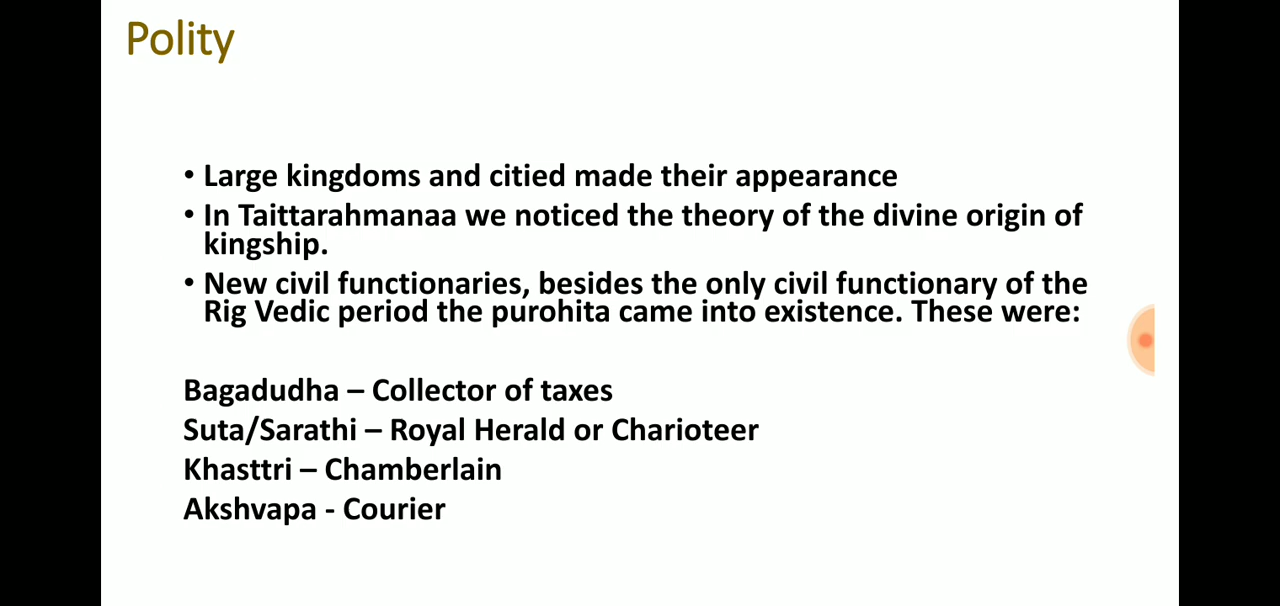 Polity
• Large kingdoms and citied made their appearance
• In Taittarahmanaa we noticed the theory of the divine origin of
kingship.
• New civil functionaries, besides the only civil functionary of the
Rig Vedic period the purohita came into existence. These were:
Bagadudha – Collector of taxes
Suta/Sarathi – Royal Herald or Charioteer
Khasttri – Chamberlain
Akshvapa - Courier